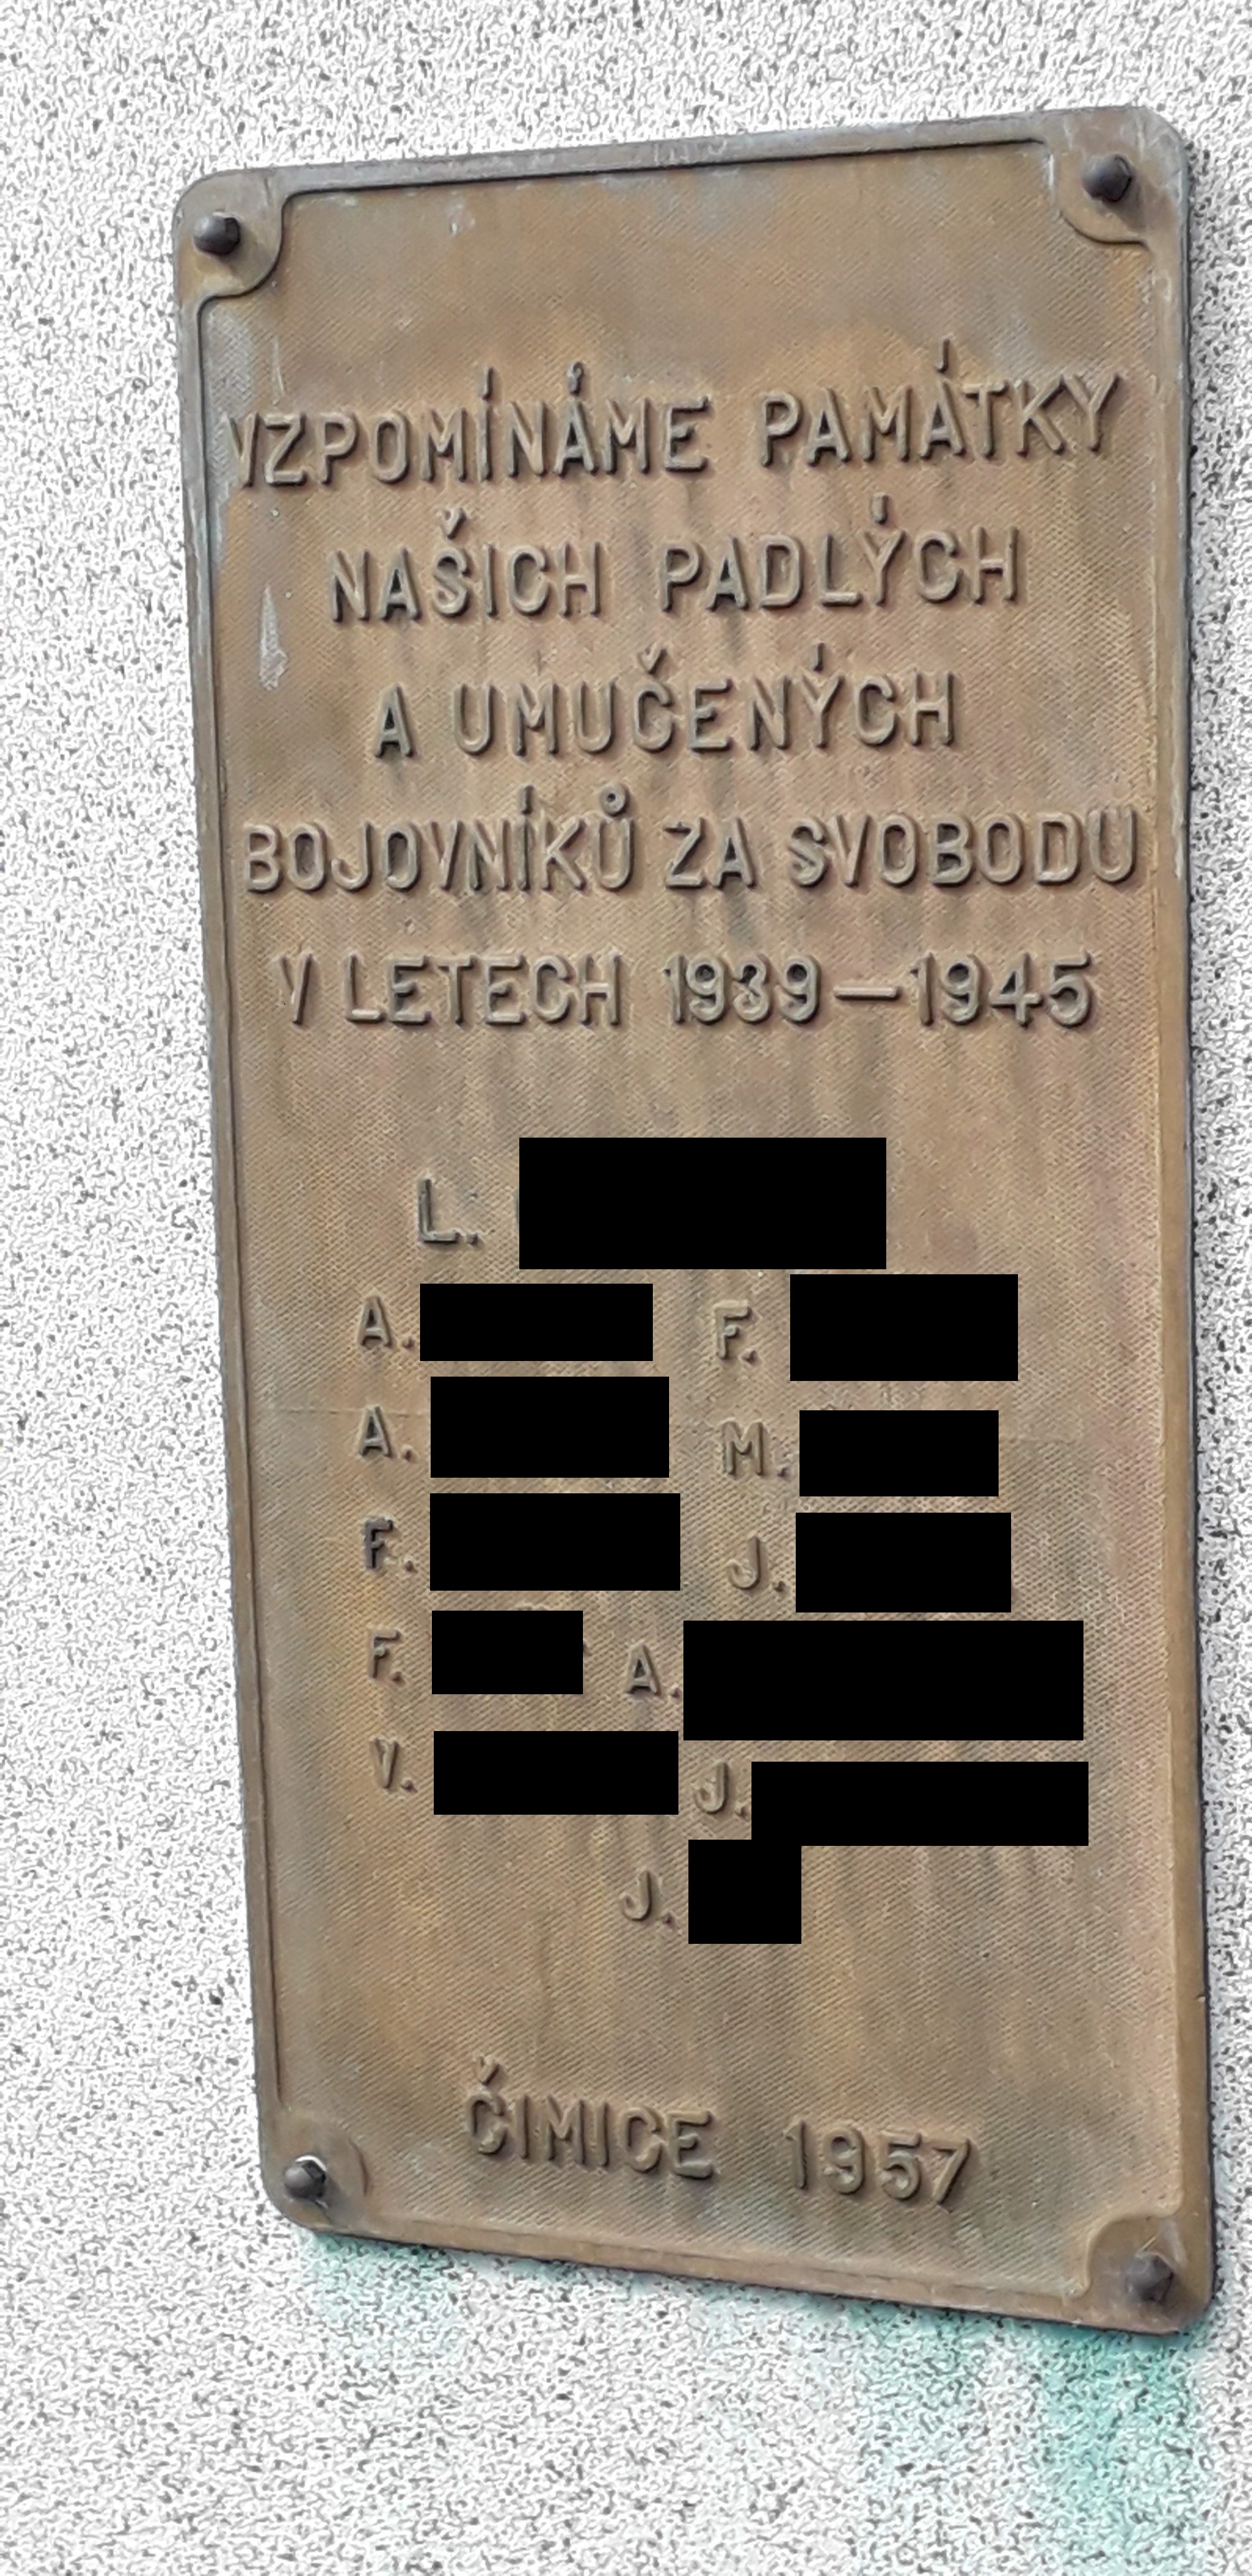 VZPOMÍNÁME PAMÁTKY
NAŠICH PADLÝCH
A UMUČENÝCH
BOJOVNÍKŮ ZA SVOBODU
V LETECH 1939–1945
L.
A. F.
A. M.
F. J.
F. A.
V. J.
J.
ČIMICE 1957